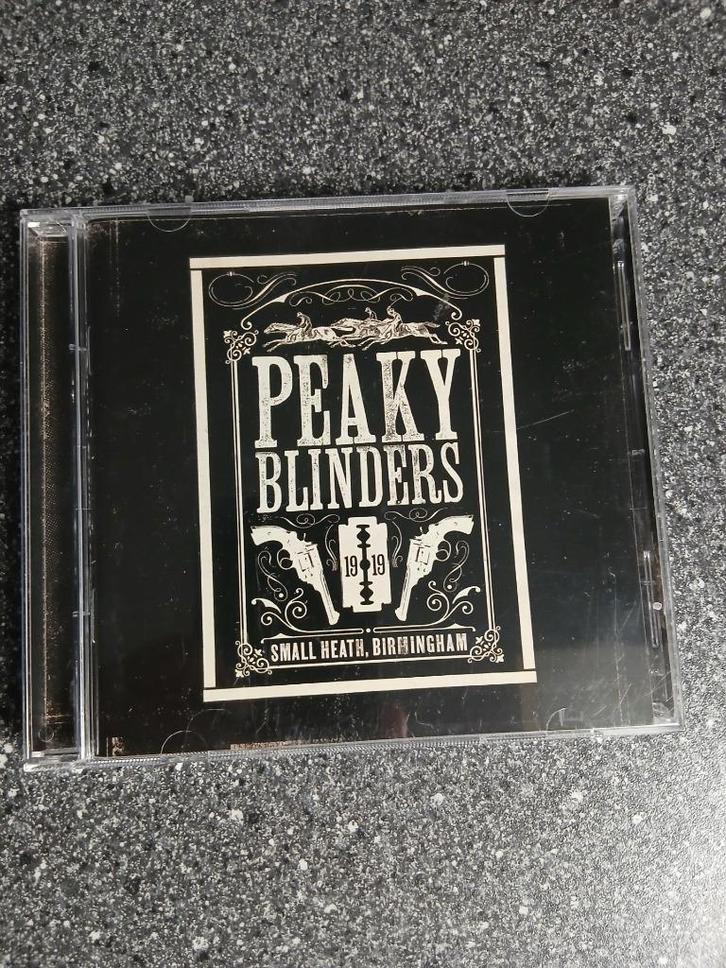 PEAKY
BLINDERS
19 19
SMALL HEATH, BIRMINGHAM